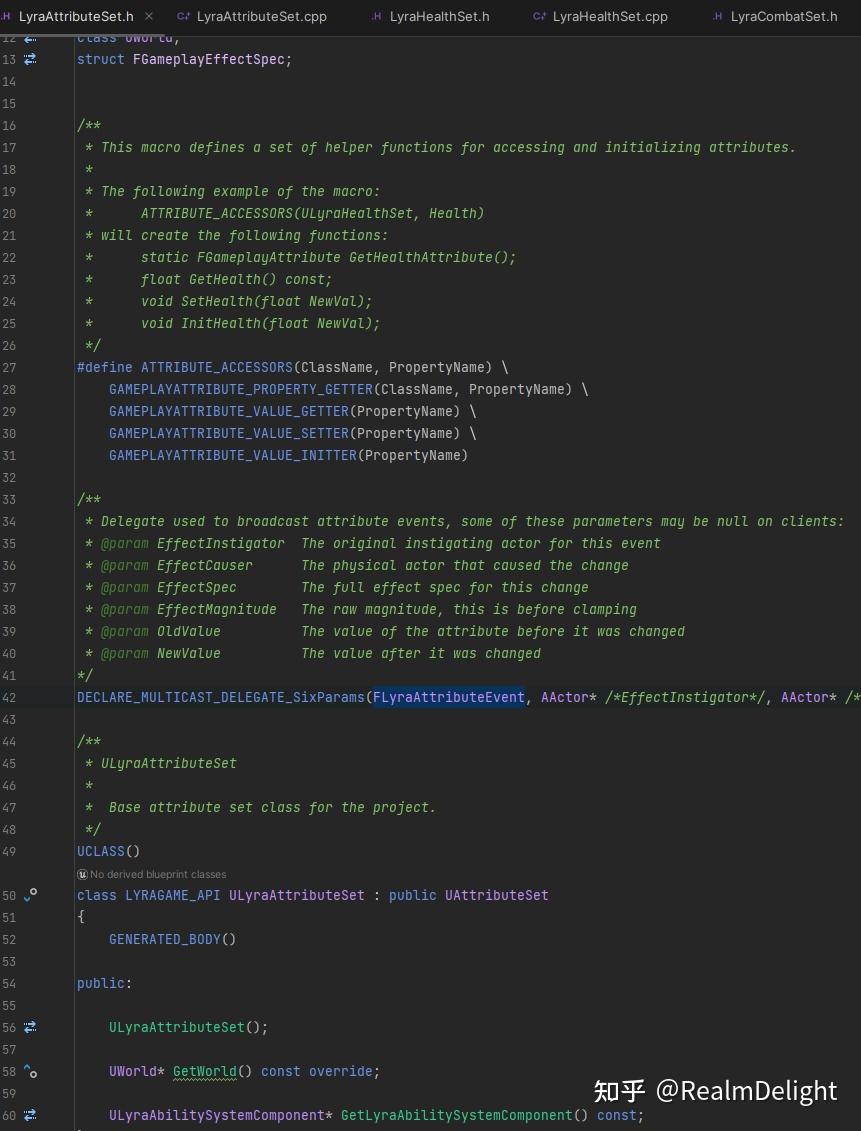 LyraAttributeSet.h LyraAttributeSet.cpp LyraHealthSet.h LyraHealthSet.cpp LyraCombatSet.h
12 class UWorld;
13 struct FGameplayEffectSpec;
14
15
16 /**
17  * This macro defines a set of helper functions for accessing and initializing attributes.
18  *
19  * The following example of the macro:
20  *      ATTRIBUTE_ACCESSORS(ULyraHealthSet, Health)
21  * will create the following functions:
22  *      static FGameplayAttribute GetHealthAttribute();
23  *      float GetHealth() const;
24  *      void SetHealth(float NewVal);
25  *      void InitHealth(float NewVal);
26  */
27 #define ATTRIBUTE_ACCESSORS(ClassName, PropertyName) \
28     GAMEPLAYATTRIBUTE_PROPERTY_GETTER(ClassName, PropertyName) \
29     GAMEPLAYATTRIBUTE_VALUE_GETTER(PropertyName) \
30     GAMEPLAYATTRIBUTE_VALUE_SETTER(PropertyName) \
31     GAMEPLAYATTRIBUTE_VALUE_INITTER(PropertyName)
32
33 /**
34  * Delegate used to broadcast attribute events, some of these parameters may be null on clients:
35  * @param EffectInstigator  The original instigating actor for this event
36  * @param EffectCauser      The physical actor that caused the change
37  * @param EffectSpec        The full effect spec for this change
38  * @param EffectMagnitude   The raw magnitude, this is before clamping
39  * @param OldValue          The value of the attribute before it was changed
40  * @param NewValue          The value after it was changed
41 */
42 DECLARE_MULTICAST_DELEGATE_SixParams(FLyraAttributeEvent, AActor* /*EffectInstigator*/, AActor* /*
43
44 /**
45  * ULyraAttributeSet
46  *
47  *  Base attribute set class for the project.
48  */
49 UCLASS()
No derived blueprint classes
50 class LYRAGAME_API ULyraAttributeSet : public UAttributeSet
51 {
52     GENERATED_BODY()
53
54 public:
55
56     ULyraAttributeSet();
57
58     UWorld* GetWorld() const override;
59
60     ULyraAbilitySystemComponent* GetLyraAbilitySystemComponent() const;
知乎 @RealmDelight